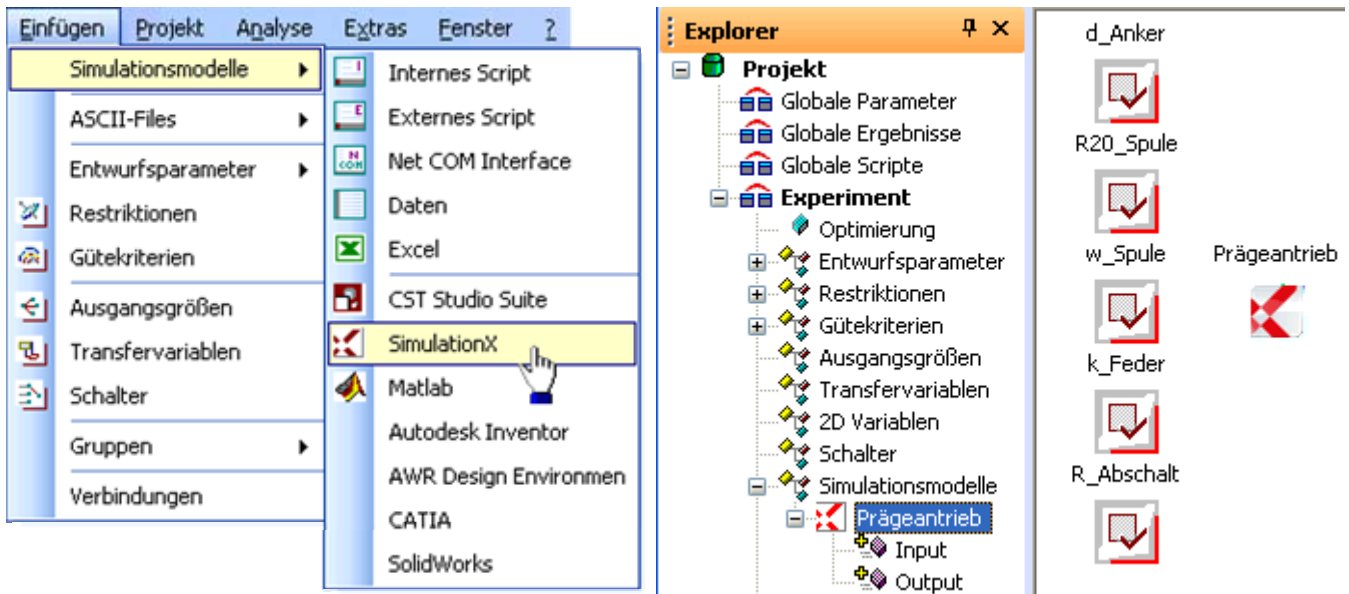 Einfügen Projekt Analyse Extras Fenster ?
Simulationsmodelle
ASCII-Files
Entwurfsparameter
Restriktionen
Gütekriterien
Ausgangsgrößen
Transfervariablen
Schalter
Gruppen
Verbindungen
Internes Script
Externes Script
Net COM Interface
Daten
Excel
CST Studio Suite
SimulationX
Matlab
Autodesk Inventor
AWR Design Environmen
CATIA
SolidWorks
Explorer
Projekt
Globale Parameter
Globale Ergebnisse
Globale Scripte
Experiment
Optimierung
Entwurfsparameter
Restriktionen
Gütekriterien
Ausgangsgrößen
Transfervariablen
2D Variablen
Schalter
Simulationsmodelle
Prägeantrieb
Input
Output
d_Anker
R20_Spule
w_Spule
k_Feder
R_Abschalt
Prägeantrieb